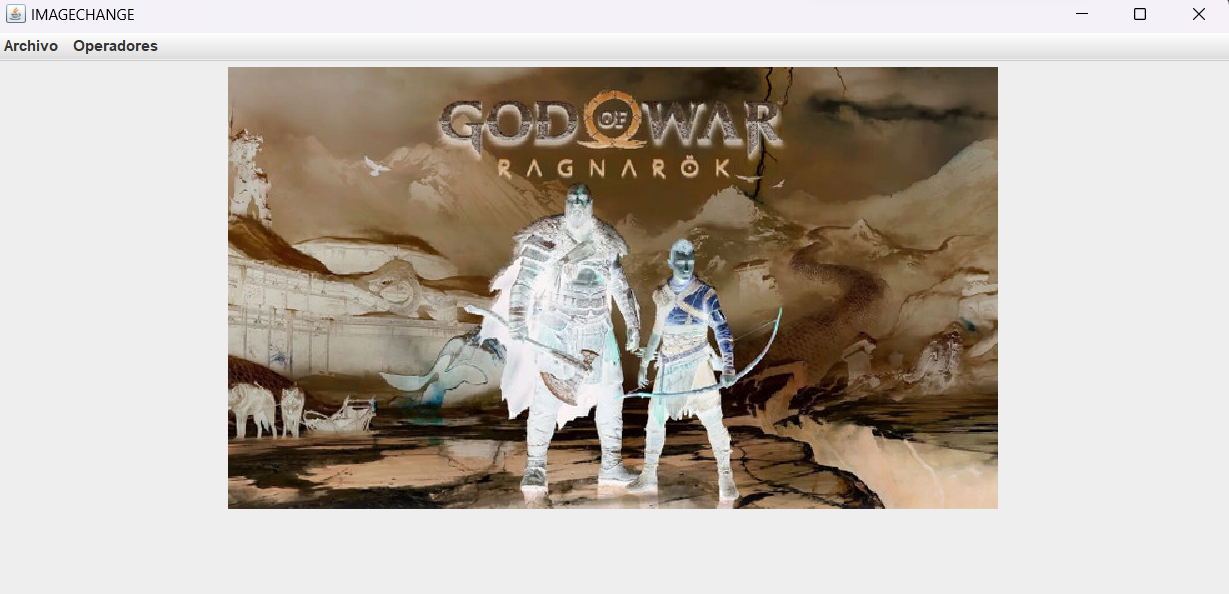 IMAGECHANGE
Archivo Operadores
GOD OF WAR
RAGNARÖK